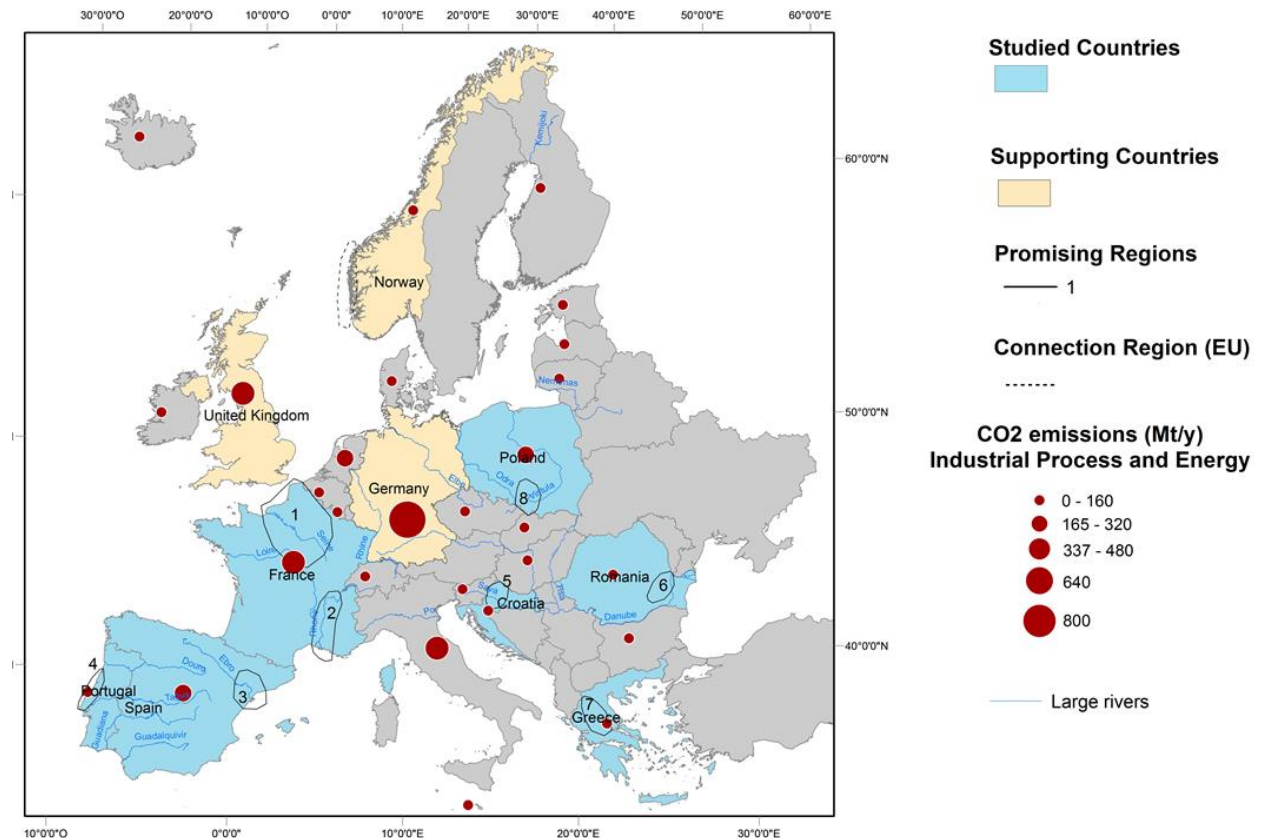 30°0'0"O 20°0'0"O 10°0'0"O 0°0'0" 10°0'0"E 20°0'0"E 30°0'0"E 40°0'0"E 50°0'0"E 60°0'0"E
Studied Countries
Supporting Countries
Promising Regions
1
Connection Region (EU)
CO2 emissions (Mt/y)
Industrial Process and Energy
0 - 160
165 - 320
337 - 480
640
800
Large rivers
60°0'0"N
50°0'0"N
40°0'0"N
Kemijoki
Norway
Nemunas
United Kingdom
Poland
Germany
Elbe
Odra
Vistula
8
1
Seine
Loire
Rhine
France
2
Rhone
Po
Sava
5
Croatia
Tisa
Romania
6
Danube
4
Douro
Ebro
3
Portugal
Tajo
Spain
Guadiana
Guadalquivir
7
Greece
10°0'0"O 0°0'0" 10°0'0"E 20°0'0"E 30°0'0"E